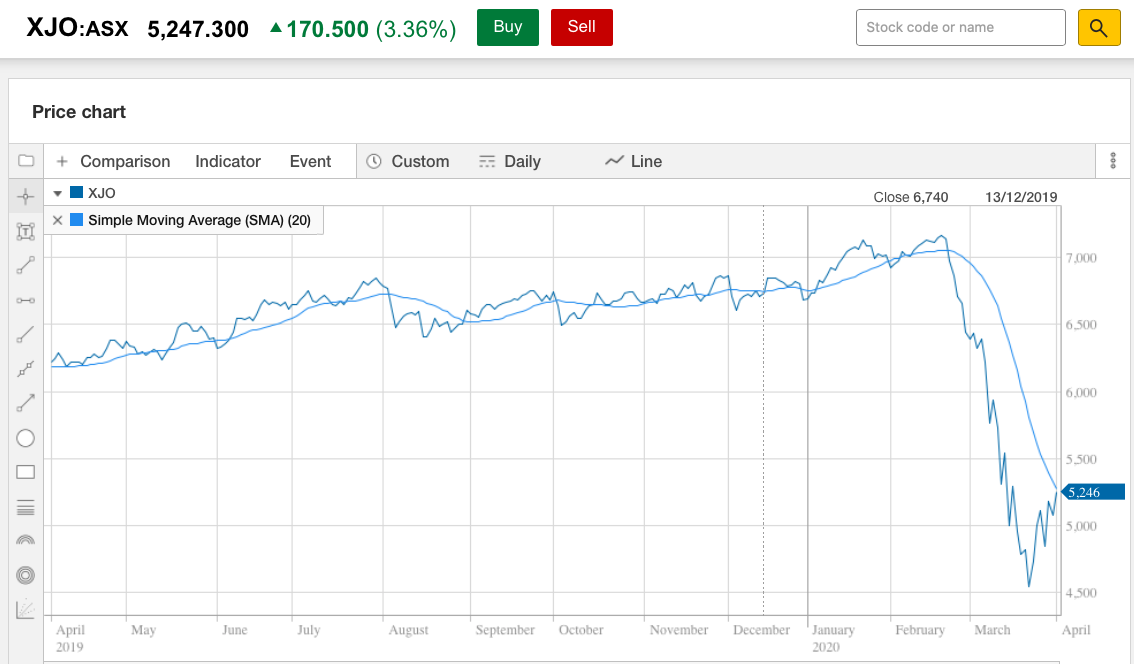 XJO:ASX 5,247.300 ▲170.500 (3.36%) Buy Sell Stock code or name
Price chart
+ Comparison Indicator Event Custom Daily Line
XJO
Close 6,740 13/12/2019
Simple Moving Average (SMA) (20)
T
7,000
6,500
6,000
5,500
5,246
5,000
4,500
April May June July August September October November December January February March April
2019 2020